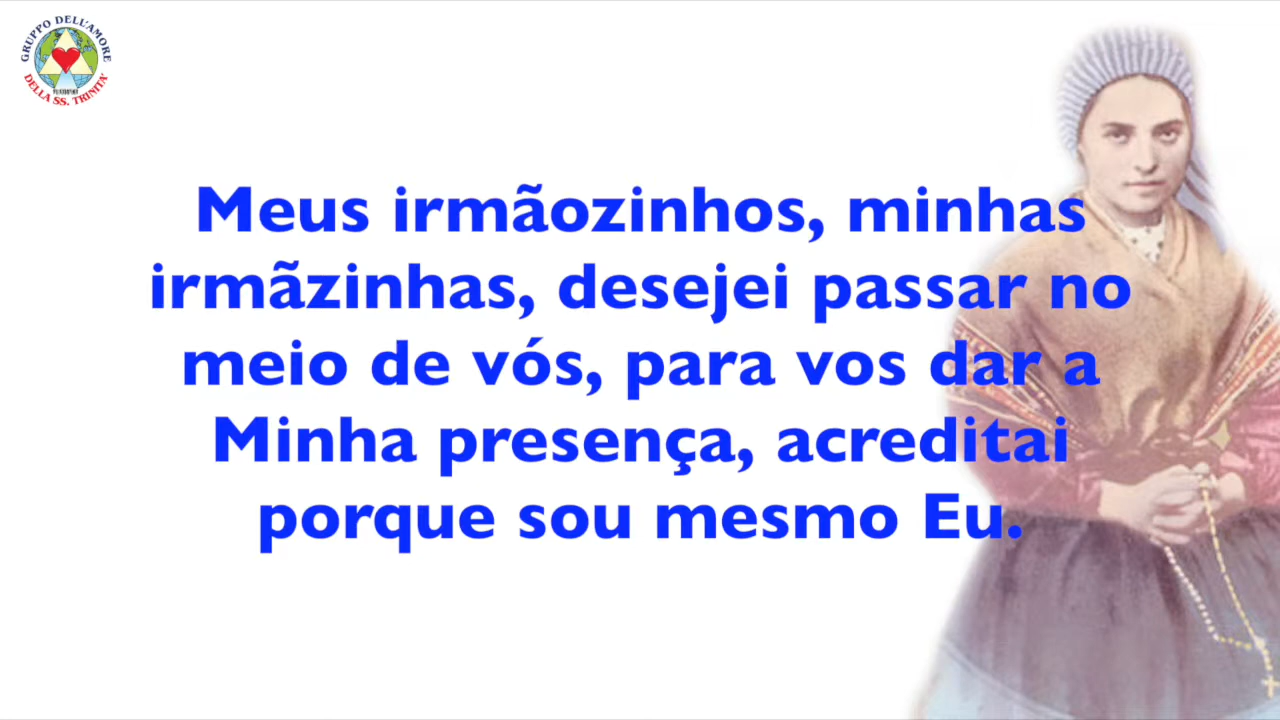 GRUPPO DELL'AMORE
DELLA SS. TRINITA'
Meus irmãozinhos, minhas
irmãzinhas, desejei passar no
meio de vós, para vos dar a
Minha presença, acreditai
porque sou mesmo Eu.